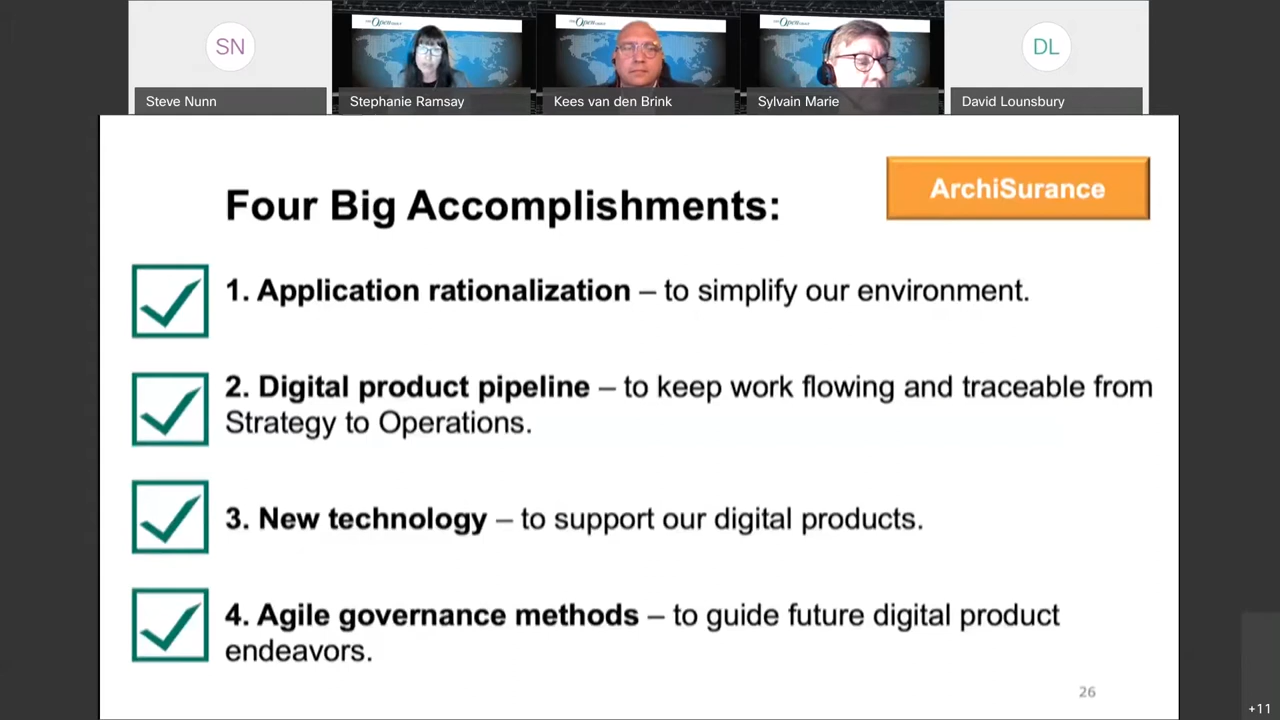 SN
DL
Open
Open
Open
Steve Nunn
Stephanie Ramsay
Kees van den Brink
Sylvain Marie
David Lounsbury
ArchiSurance
Four Big Accomplishments:
1. Application rationalization – to simplify our environment.
2. Digital product pipeline – to keep work flowing and traceable from
Strategy to Operations.
3. New technology – to support our digital products.
4. Agile governance methods – to guide future digital product
endeavors.
26
+11